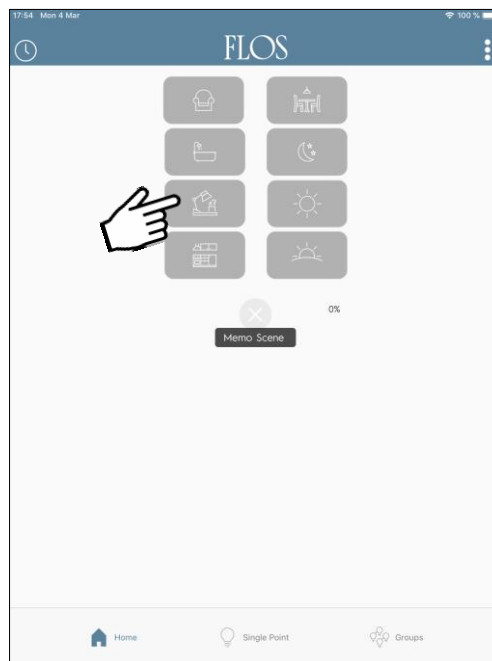 17:54 Mon 4 Mar 100 %
FLOS
0%
Memo Scene
Home Single Point Groups